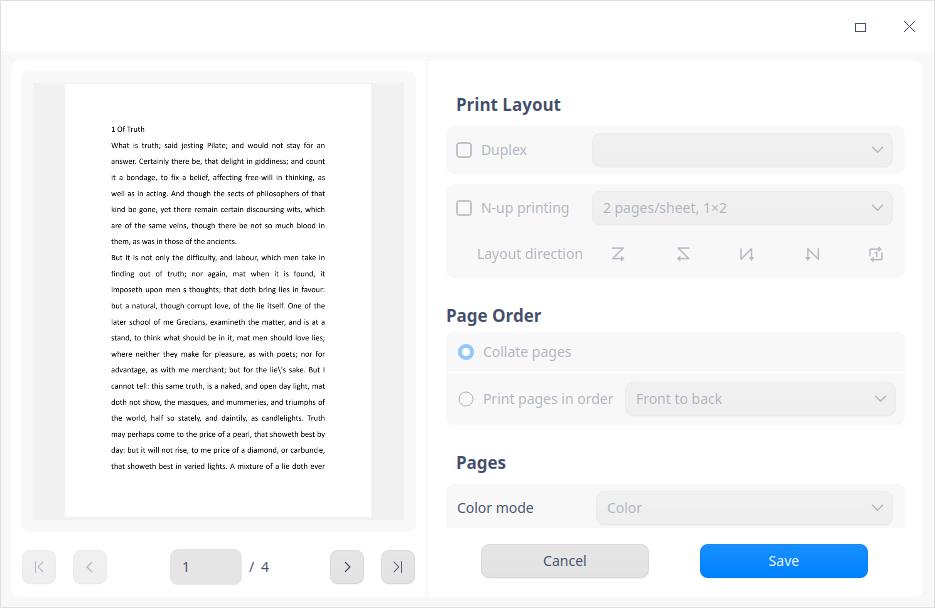 1 Of Truth
What is truth; said jesting Pilate; and would not stay for an
answer. Certainly there be, that delight in giddiness; and count
it a bondage, to fix a belief, affecting free-will in thinking, as
well as in acting. And though the sects of philosophers of that
kind be gone, yet there remain certain discoursing wits, which
are of the same veins, though there be not so much blood in
them, as was in those of the ancients.
But it is not only the difficulty, and labour, which men take in
finding out of truth; nor again, mat when it is found, it
imposeth upon men s thoughts; that doth bring lies in favour:
but a natural, though corrupt love, of the lie itself. One of the
later school of me Grecians, examineth the matter, and is at a
stand, to think what should be in it, mat men should love lies;
where neither they make for pleasure, as with poets; nor for
advantage, as with me merchant; but for the lie\'s sake. But I
cannot tell: this same truth, is a naked, and open day light, mat
doth not show, the masques, and mummeries, and triumphs of
the world, half so stately, and daintily, as candlelights. Truth
may perhaps come to the price of a pearl, that showeth best by
day: but it will not rise, to me price of a diamond, or carbuncle,
that showeth best in varied lights. A mixture of a lie doth ever
1 / 4
Print Layout
Duplex
N-up printing 2 pages/sheet, 1×2
Layout direction
Page Order
Collate pages
Print pages in order Front to back
Pages
Color mode Color
Cancel Save